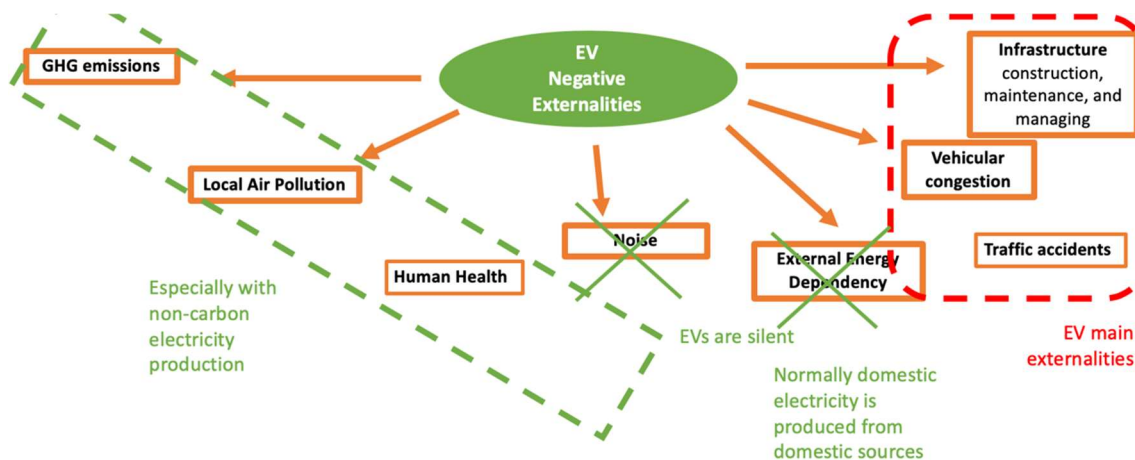 EV
Negative
Externalities
GHG emissions
Infrastructure
construction,
maintenance, and
managing
Vehicular
congestion
Local Air Pollution
Noise
Traffic accidents
External Energy
Dependency
Human Health
Especially with
non-carbon
electricity
production
EVs are silent
EV main
externalities
Normally domestic
electricity is
produced from
domestic sources